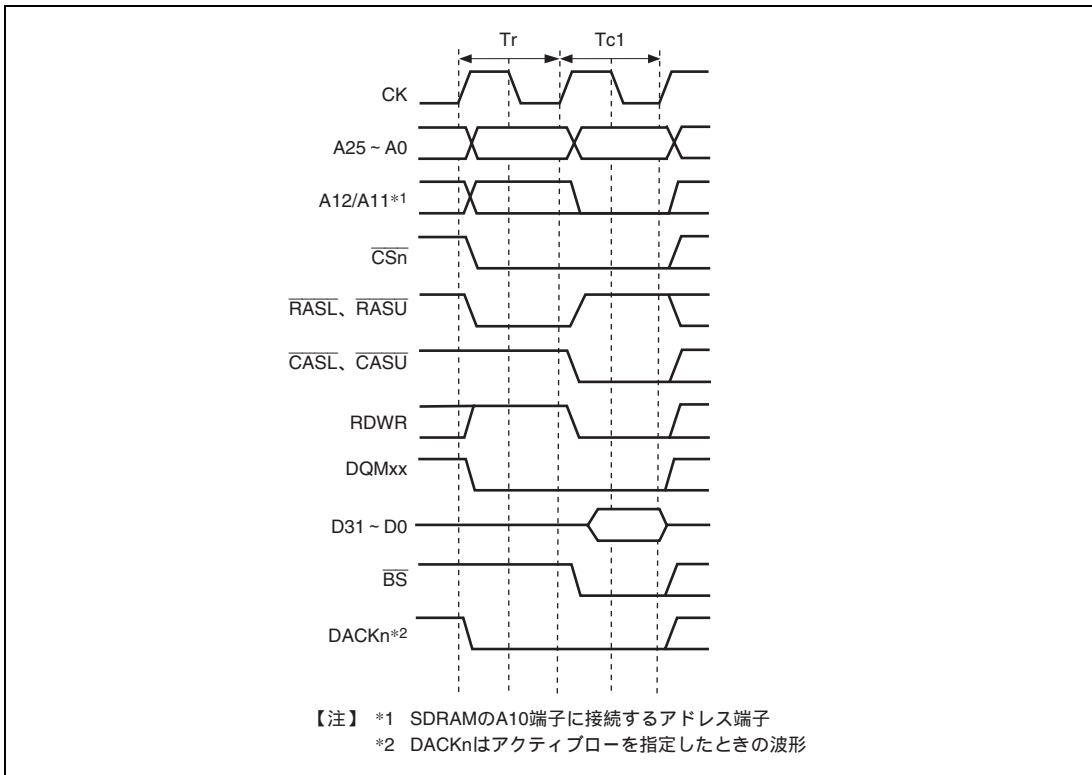 Tr Tc1
CK
A25 ~ A0
A12/A11*1
CSn
RASL、RASU
CASL、CASU
RDWR
DQMxx
D31 ~ D0
BS
DACKn*2
【注】 *1 SDRAMのA10端子に接続するアドレス端子
*2 DACKnはアクティブローを指定したときの波形